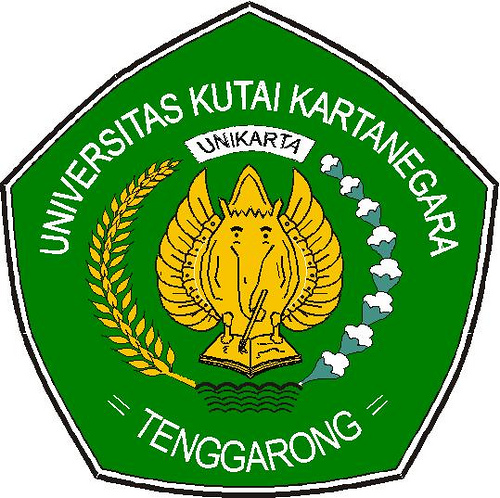 UNIVERSITAS KUTAI KARTANEGARA
UNIKARTA
= TENGGARONG =